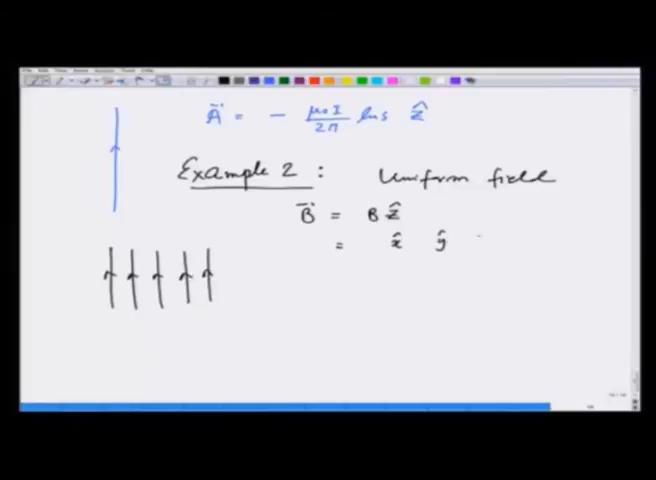 A⃗ = - μ₀I/2π ln s ẑ
Example 2 : Uniform field
B⃗ = B ẑ
= x̂ ŷ